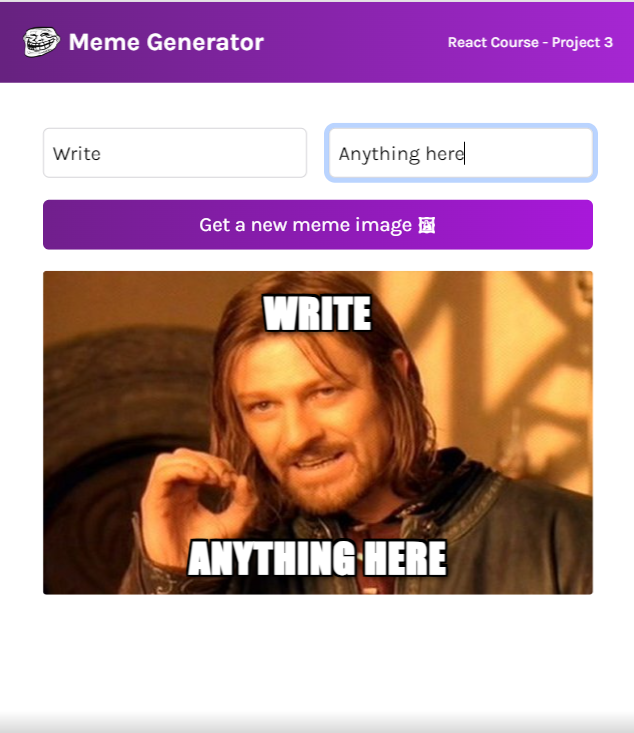 Meme Generator
React Course - Project 3
Write
Anything here
Get a new meme image 🖼
WRITE
ANYTHING HERE